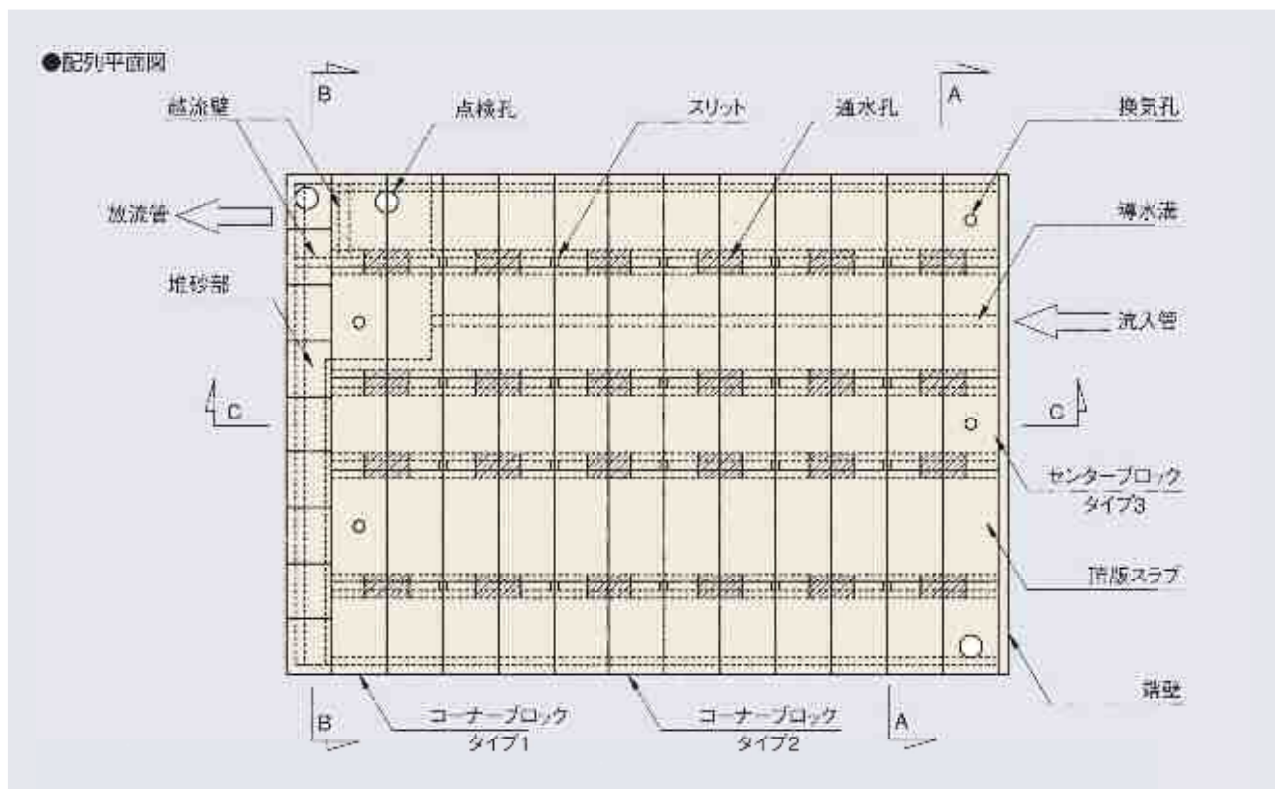 ●配列平面図
B
A
越流壁
点検孔
スリット
通水孔
換気孔
放流管
導水溝
堆砂部
流入管
C
C
センターブロック
タイプ3
頂版スラブ
端壁
B
コーナーブロック
タイプ1
コーナーブロック
タイプ2
A